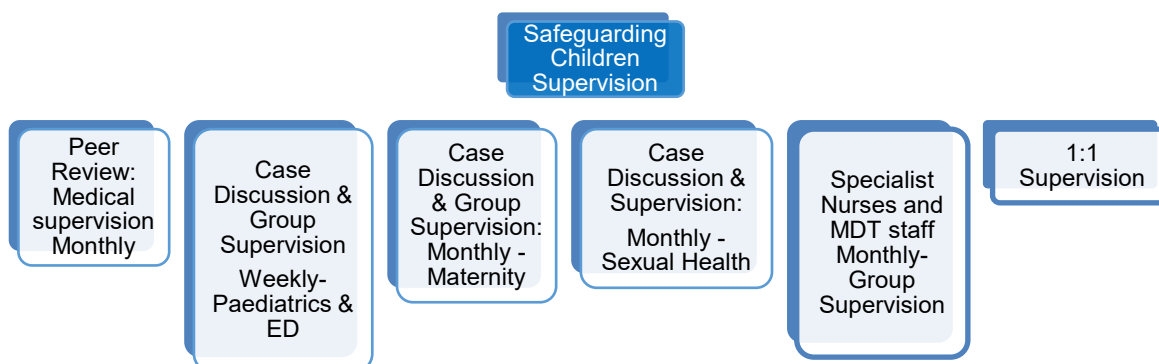 Safeguarding
Children
Supervision
Peer
Review:
Medical
supervision
Monthly
Case
Discussion &
Group
Supervision
Weekly-
Paediatrics &
ED
Case
Discussion
& Group
Supervision:
Monthly -
Maternity
Case
Discussion &
Supervision:
Monthly -
Sexual Health
Specialist
Nurses and
MDT staff
Monthly-
Group
Supervision
1:1
Supervision